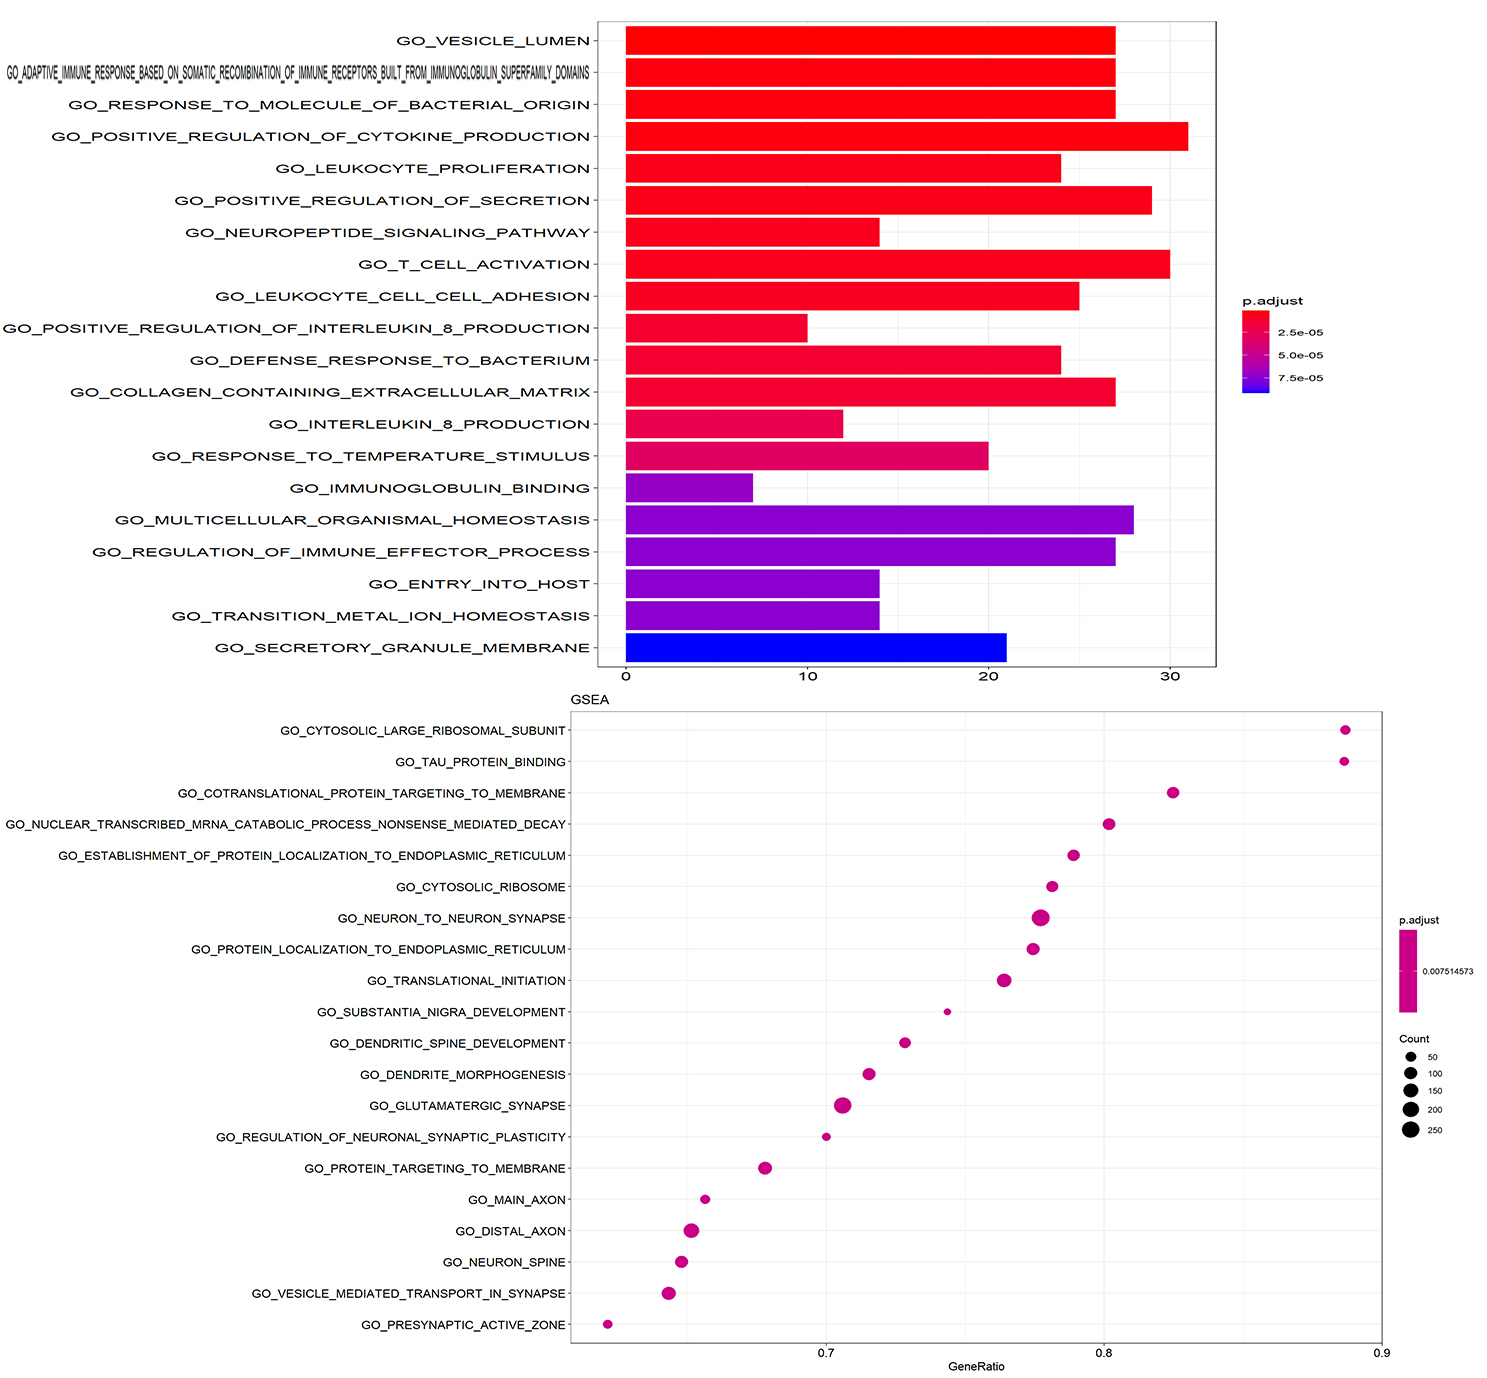 GO_VESICLE_LUMEN
GO_ADAPTIVE_IMMUNE_RESPONSE_BASED_ON_SOMATIC_RECOMBINATION_OF_IMMUNE_RECEPTORS_BUILT_FROM_IMMUNOGLOBULIN_SUPERFAMILY_DOMAINS
GO_RESPONSE_TO_MOLECULE_OF_BACTERIAL_ORIGIN
GO_POSITIVE_REGULATION_OF_CYTOKINE_PRODUCTION
GO_LEUKOCYTE_PROLIFERATION
GO_POSITIVE_REGULATION_OF_SECRETION
GO_NEUROPEPTIDE_SIGNALING_PATHWAY
GO_T_CELL_ACTIVATION
GO_LEUKOCYTE_CELL_CELL_ADHESION
GO_POSITIVE_REGULATION_OF_INTERLEUKIN_8_PRODUCTION
GO_DEFENSE_RESPONSE_TO_BACTERIUM
GO_COLLAGEN_CONTAINING_EXTRACELLULAR_MATRIX
GO_INTERLEUKIN_8_PRODUCTION
GO_RESPONSE_TO_TEMPERATURE_STIMULUS
GO_IMMUNOGLOBULIN_BINDING
GO_MULTICELLULAR_ORGANISMAL_HOMEOSTASIS
GO_REGULATION_OF_IMMUNE_EFFECTOR_PROCESS
GO_ENTRY_INTO_HOST
GO_TRANSITION_METAL_ION_HOMEOSTASIS
GO_SECRETORY_GRANULE_MEMBRANE
0 10 20 30
p.adjust
2.5e-05
5.0e-05
7.5e-05
GSEA
GO_CYTOSOLIC_LARGE_RIBOSOMAL_SUBUNIT
GO_TAU_PROTEIN_BINDING
GO_COTRANSLATIONAL_PROTEIN_TARGETING_TO_MEMBRANE
GO_NUCLEAR_TRANSCRIBED_MRNA_CATABOLIC_PROCESS_NONSENSE_MEDIATED_DECAY
GO_ESTABLISHMENT_OF_PROTEIN_LOCALIZATION_TO_ENDOPLASMIC_RETICULUM
GO_CYTOSOLIC_RIBOSOME
GO_NEURON_TO_NEURON_SYNAPSE
GO_PROTEIN_LOCALIZATION_TO_ENDOPLASMIC_RETICULUM
GO_TRANSLATIONAL_INITIATION
GO_SUBSTANTIA_NIGRA_DEVELOPMENT
GO_DENDRITIC_SPINE_DEVELOPMENT
GO_DENDRITE_MORPHOGENESIS
GO_GLUTAMATERGIC_SYNAPSE
GO_REGULATION_OF_NEURONAL_SYNAPTIC_PLASTICITY
GO_PROTEIN_TARGETING_TO_MEMBRANE
GO_MAIN_AXON
GO_DISTAL_AXON
GO_NEURON_SPINE
GO_VESICLE_MEDIATED_TRANSPORT_IN_SYNAPSE
GO_PRESYNAPTIC_ACTIVE_ZONE
0.7 0.8 0.9
GeneRatio
p.adjust
0.007514573
Count
50
100
150
200
250